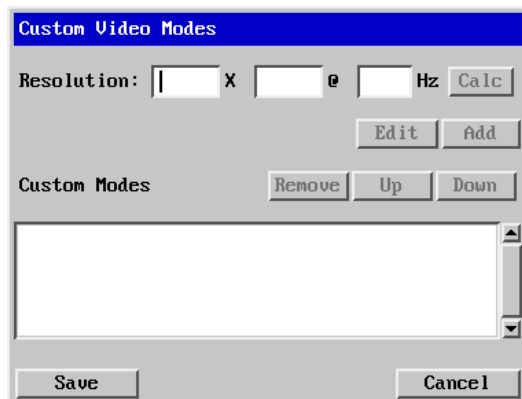 Custom Video Modes
Resolution: X @ Hz Calc
Edit Add
Custom Modes Remove Up Down
Save Cancel